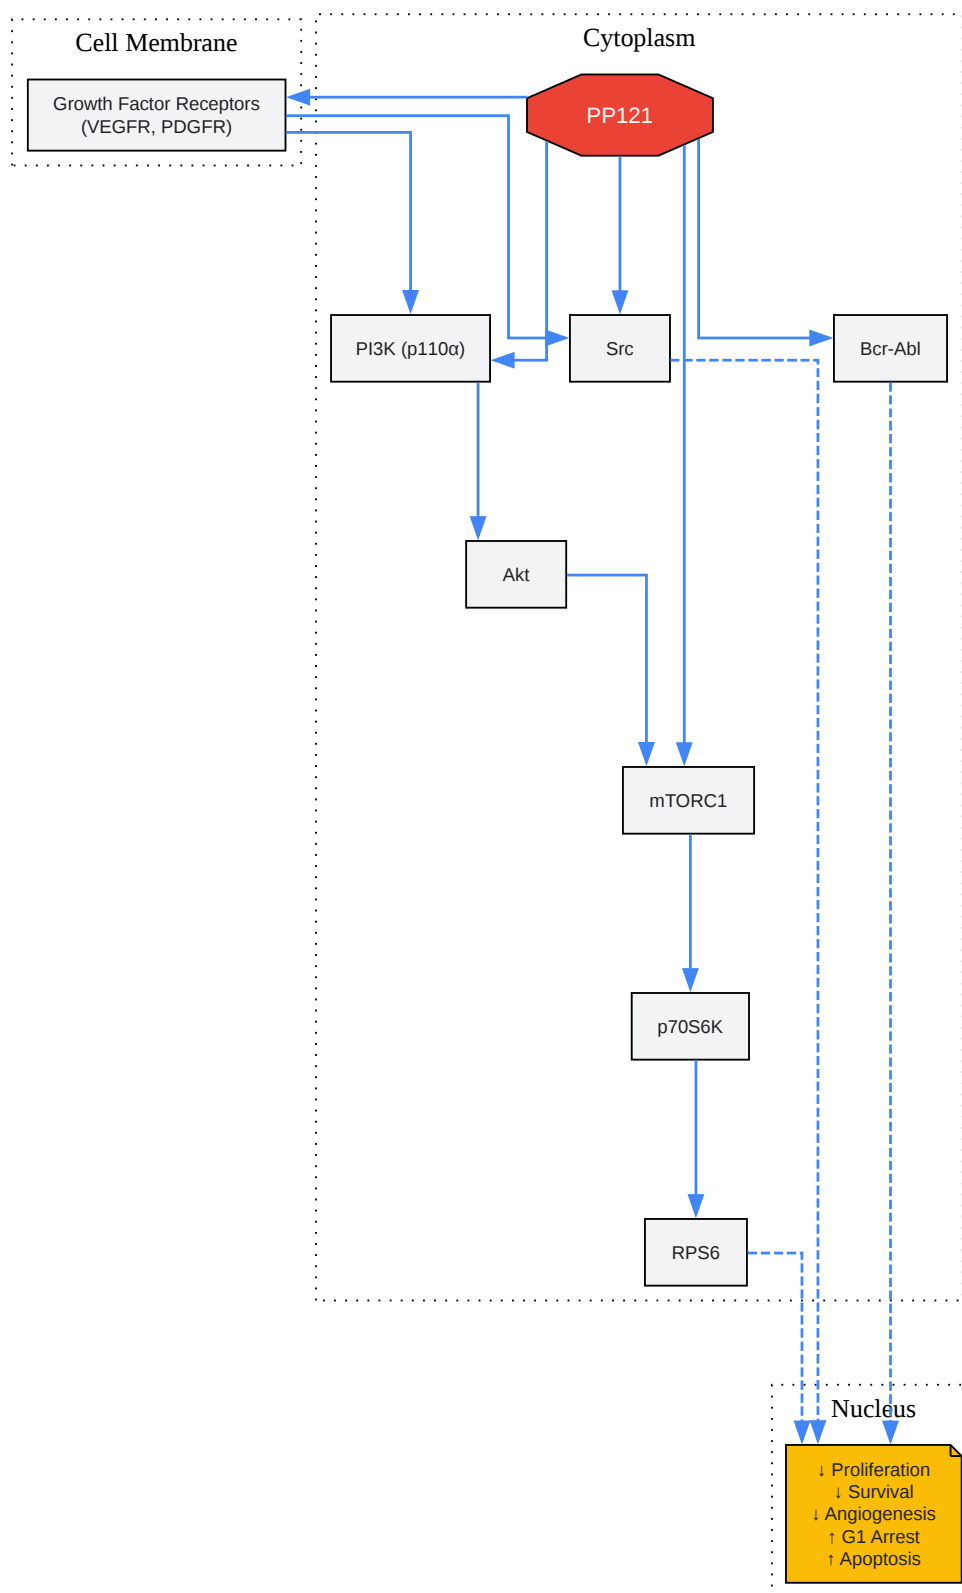 Cell Membrane
Cytoplasm
Growth Factor Receptors
(VEGFR, PDGFR)
PP121
PI3K (p110α)
Src
Bcr-Abl
Akt
mTORC1
p70S6K
RPS6
Nucleus
↓ Proliferation
↓ Survival
↓ Angiogenesis
↑ G1 Arrest
↑ Apoptosis